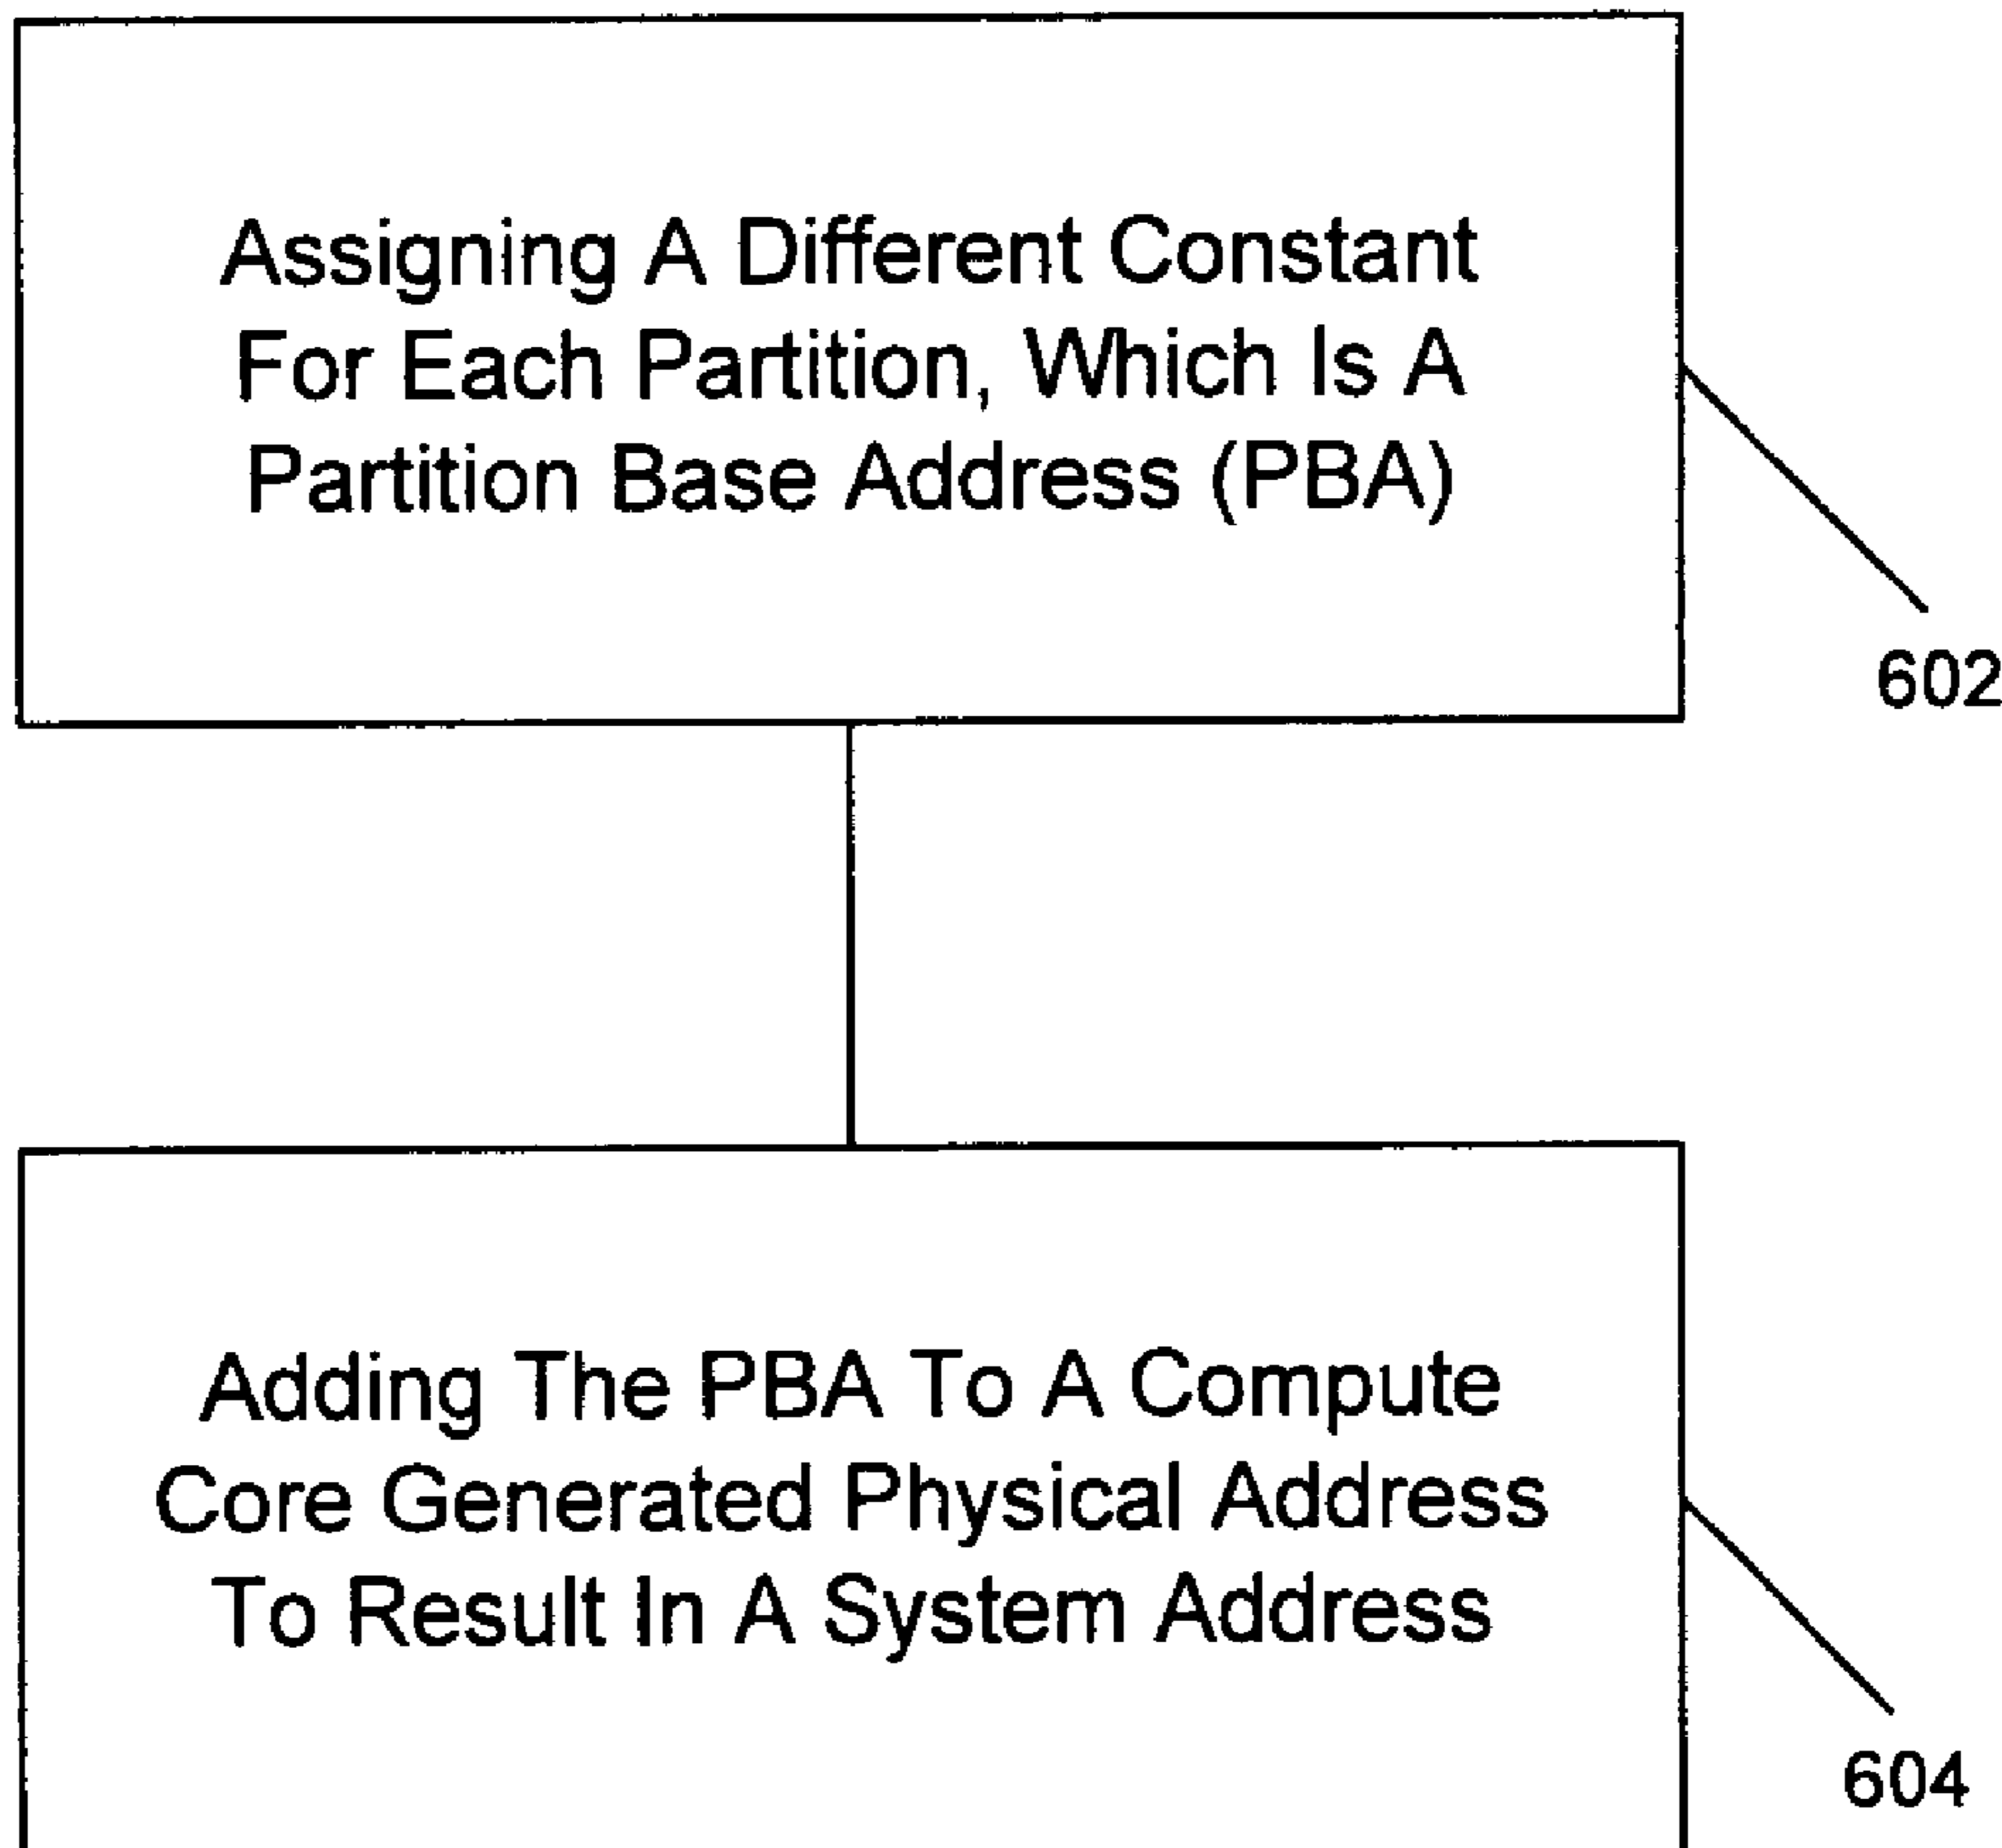 Assigning A Different Constant
For Each Partition, Which Is A
Partition Base Address (PBA)
602
Adding The PBA To A Compute
Core Generated Physical Address
To Result In A System Address
604